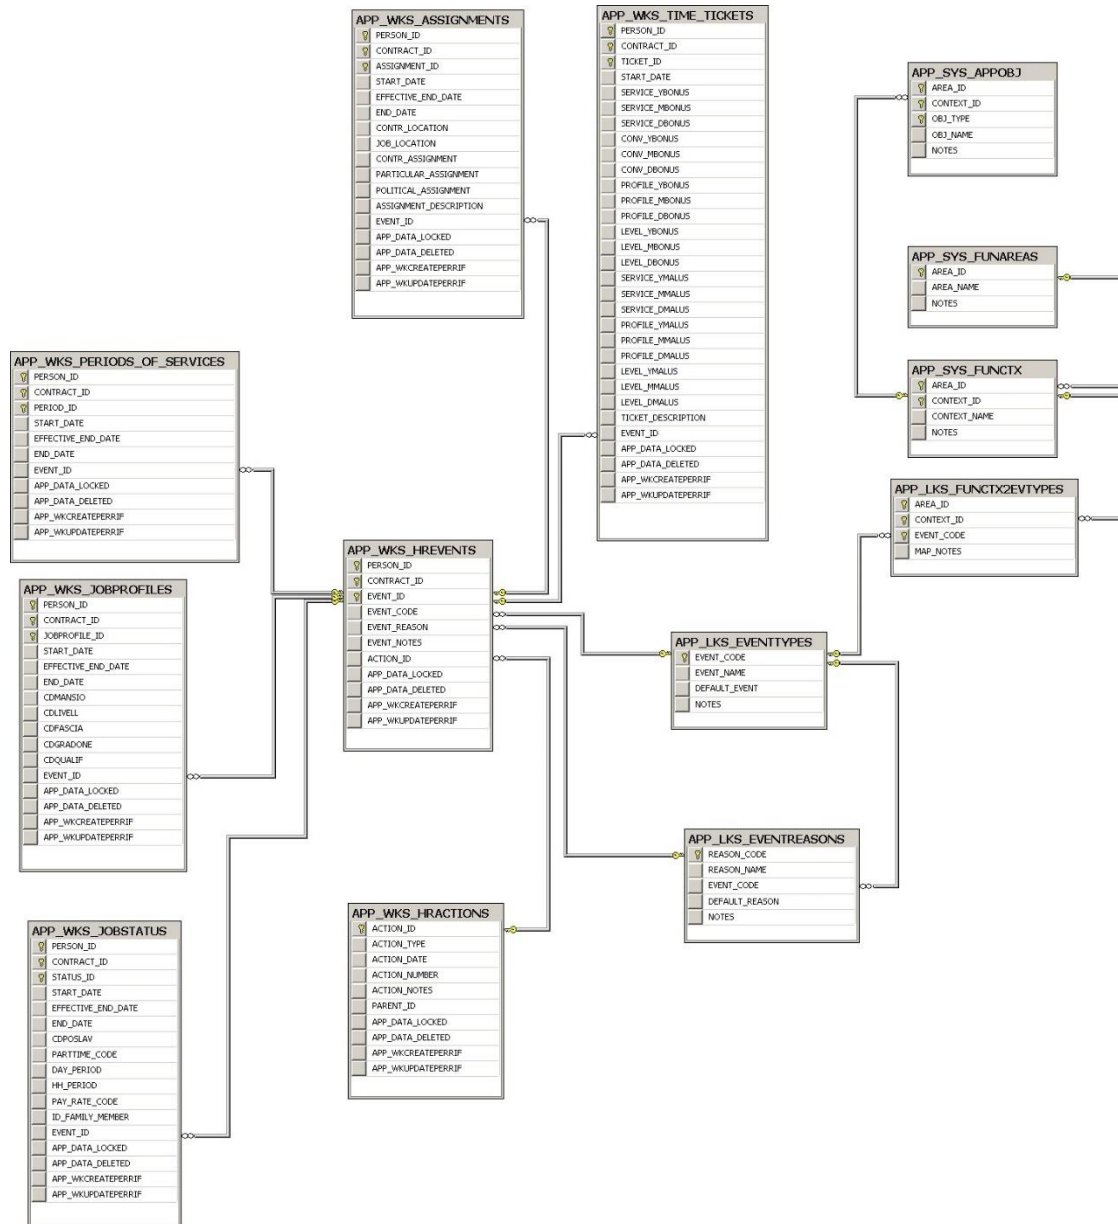 APP_WKS_ASSIGNMENTS
PERSON_ID
CONTRACT_ID
ASSIGNMENT_ID
START_DATE
EFFECTIVE_END_DATE
END_DATE
CONTR_LOCATION
JOB_LOCATION
CONTR_ASSIGNMENT
PARTICULAR_ASSIGNMENT
POLITICAL_ASSIGNMENT
ASSIGNMENT_DESCRIPTION
EVENT_ID
APP_DATA_LOCKED
APP_DATA_DELETED
APP_WKCREATEPERRIF
APP_WKUPDATEPERRIF
APP_WKS_TIME_TICKETS
PERSON_ID
CONTRACT_ID
TICKET_ID
START_DATE
SERVICE_YBONUS
SERVICE_MBONUS
SERVICE_DBONUS
CONV_YBONUS
CONV_MBONUS
CONV_DBONUS
PROFILE_YBONUS
PROFILE_MBONUS
PROFILE_DBONUS
LEVEL_YBONUS
LEVEL_MBONUS
LEVEL_DBONUS
SERVICE_YMALUS
SERVICE_MMALUS
SERVICE_DMALUS
PROFILE_YMALUS
PROFILE_MMALUS
PROFILE_DMALUS
LEVEL_YMALUS
LEVEL_MMALUS
LEVEL_DMALUS
TICKET_DESCRIPTION
EVENT_ID
APP_DATA_LOCKED
APP_DATA_DELETED
APP_WKCREATEPERRIF
APP_WKUPDATEPERRIF
APP_SYS_APPOBJ
AREA_ID
CONTEXT_ID
OBJ_TYPE
OBJ_NAME
NOTES
APP_SYS_FUNAREAS
AREA_ID
AREA_NAME
NOTES
APP_SYS_FUNCTX
AREA_ID
CONTEXT_ID
CONTEXT_NAME
NOTES
APP_WKS_PERIODS_OF_SERVICES
PERSON_ID
CONTRACT_ID
PERIOD_ID
START_DATE
EFFECTIVE_END_DATE
END_DATE
EVENT_ID
APP_DATA_LOCKED
APP_DATA_DELETED
APP_WKCREATEPERRIF
APP_WKUPDATEPERRIF
APP_LKS_FUNCTX2EVTYPES
AREA_ID
CONTEXT_ID
EVENT_CODE
MAP_NOTES
APP_WKS_HREVENTS
PERSON_ID
CONTRACT_ID
EVENT_ID
EVENT_CODE
EVENT_REASON
EVENT_NOTES
ACTION_ID
APP_DATA_LOCKED
APP_DATA_DELETED
APP_WKCREATEPERRIF
APP_WKUPDATEPERRIF
APP_WKS_JOBPROFILES
PERSON_ID
CONTRACT_ID
JOBPROFILE_ID
START_DATE
EFFECTIVE_END_DATE
END_DATE
CDMANSIO
CDLIVELL
CDFASCIA
CDGRADONE
CDQUALIF
EVENT_ID
APP_DATA_LOCKED
APP_DATA_DELETED
APP_WKCREATEPERRIF
APP_WKUPDATEPERRIF
APP_LKS_EVENTTYPES
EVENT_CODE
EVENT_NAME
DEFAULT_EVENT
NOTES
APP_LKS_EVENTREASONS
REASON_CODE
REASON_NAME
EVENT_CODE
DEFAULT_REASON
NOTES
APP_WKS_HRACTIONS
ACTION_ID
ACTION_TYPE
ACTION_DATE
ACTION_NUMBER
ACTION_NOTES
PARENT_ID
APP_DATA_LOCKED
APP_DATA_DELETED
APP_WKCREATEPERRIF
APP_WKUPDATEPERRIF
APP_WKS_JOBSTATUS
PERSON_ID
CONTRACT_ID
STATUS_ID
START_DATE
EFFECTIVE_END_DATE
END_DATE
CDPOSLAV
PARTTIME_CODE
DAY_PERIOD
HH_PERIOD
PAY_RATE_CODE
ID_FAMILY_MEMBER
EVENT_ID
APP_DATA_LOCKED
APP_DATA_DELETED
APP_WKCREATEPERRIF
APP_WKUPDATEPERRIF